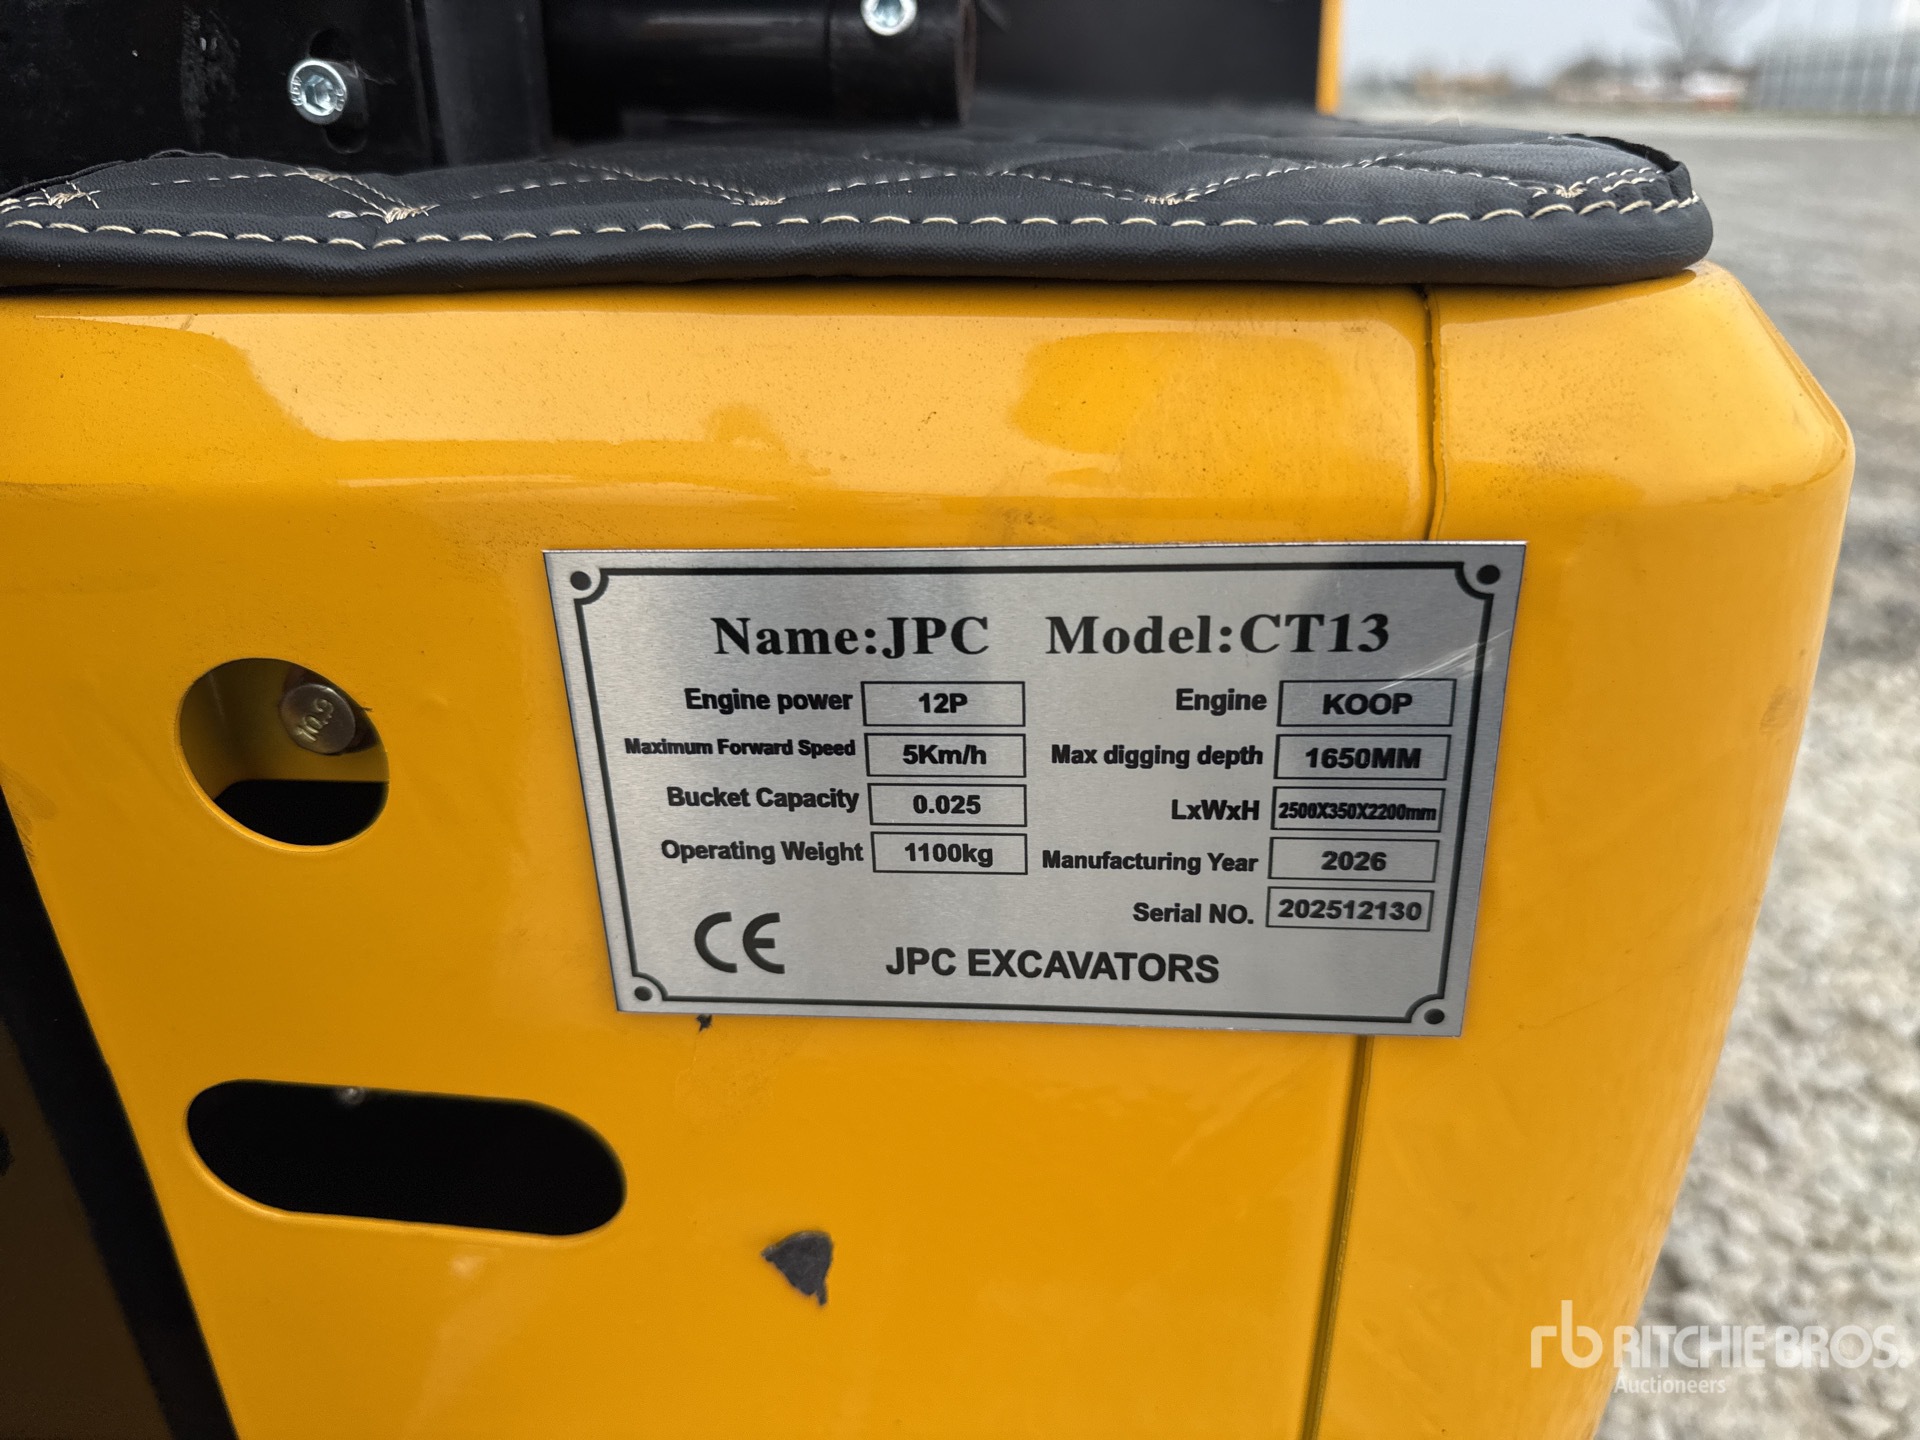 Name:JPC Model:CT13
Engine power 12P Engine KOOP
Maximum Forward Speed 5Km/h Max digging depth 1650MM
Bucket Capacity 0.025 LxWxH 2500X350X2200mm
Operating Weight 1100kg Manufacturing Year 2026
Serial NO. 202512130
CE JPC EXCAVATORS
10.9
rb RITCHIE BROS.
Auctioneers